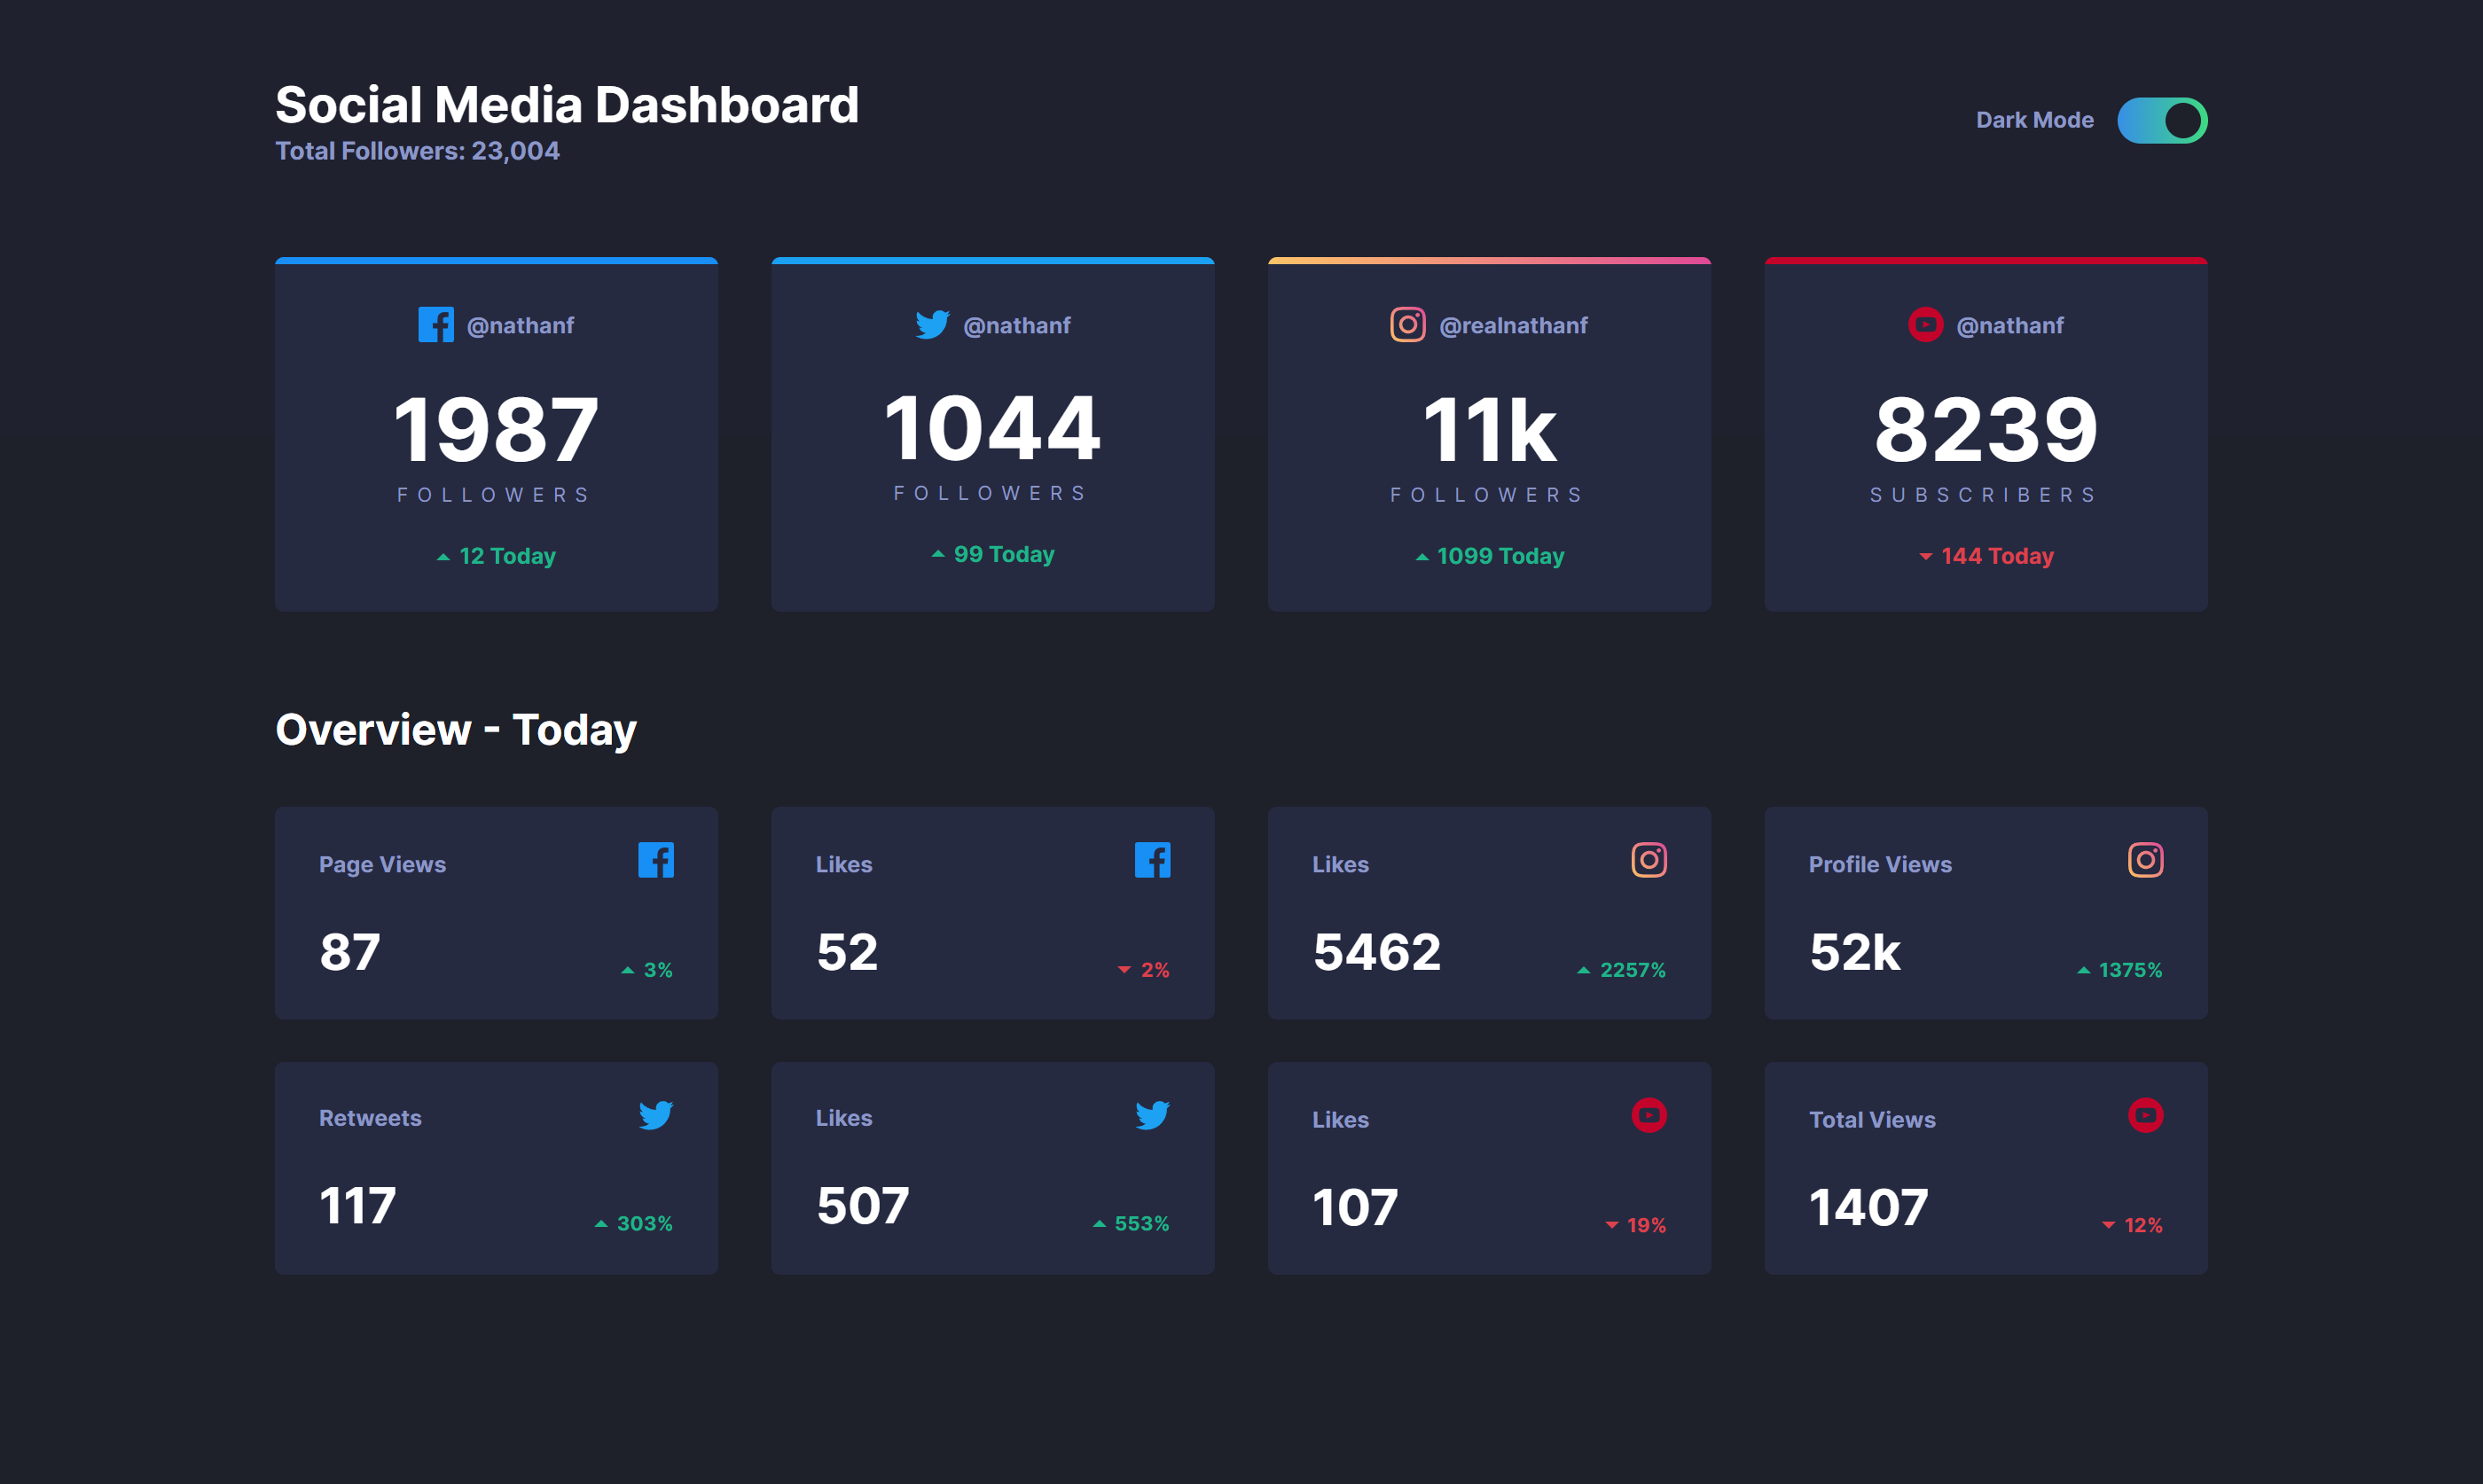 Social Media Dashboard
Total Followers: 23,004
Dark Mode
@nathanf
1987
FOLLOWERS
12 Today
@nathanf
1044
FOLLOWERS
99 Today
@realnathanf
11k
FOLLOWERS
1099 Today
@nathanf
8239
SUBSCRIBERS
144 Today
Overview - Today
Page Views
87
3%
Likes
52
2%
Likes
5462
2257%
Profile Views
52k
1375%
Retweets
117
303%
Likes
507
553%
Likes
107
19%
Total Views
1407
12%